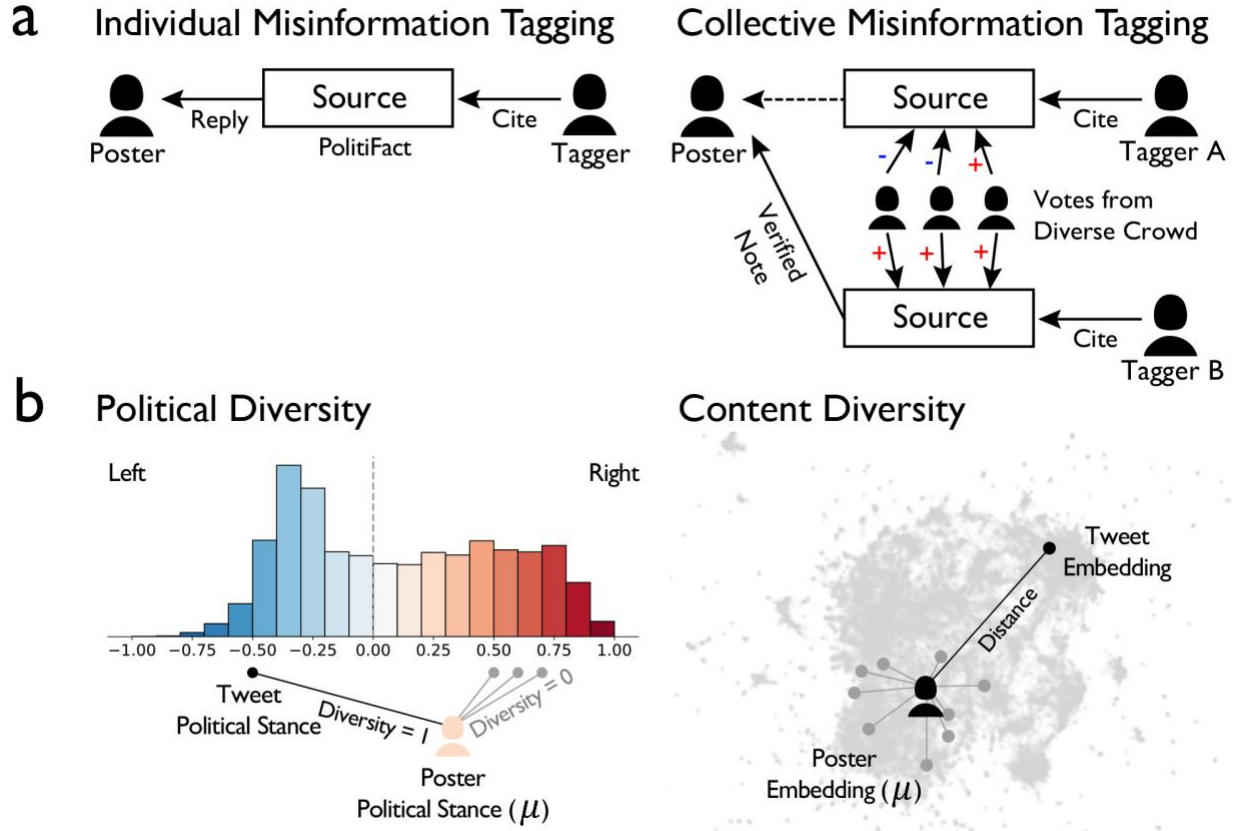 a
Individual Misinformation Tagging
Poster
Reply
Source
PolitiFact
Cite
Tagger
Collective Misinformation Tagging
Poster
Source
Cite
Tagger A
- - +
Votes from
Diverse Crowd
Verified
Note
+ + +
Source
Cite
Tagger B
b
Political Diversity
Left
Right
−1.00 −0.75 −0.50 −0.25 0.00 0.25 0.50 0.75 1.00
Tweet
Political Stance
Diversity = 1
Diversity = 0
Poster
Political Stance (μ)
Content Diversity
Tweet
Embedding
Distance
Poster
Embedding (μ)